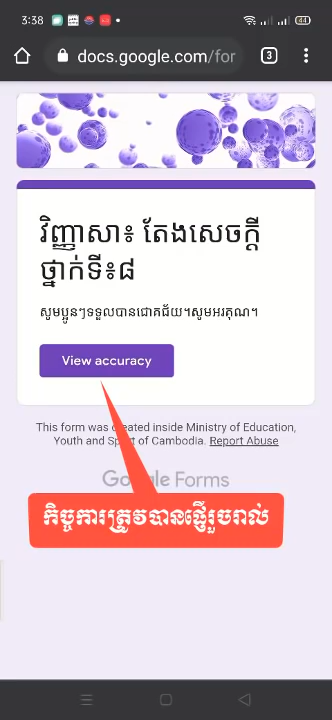 3:38
44
docs.google.com/for
3
វិញ្ញាសា៖ តែងសេចក្ដី
ថ្នាក់ទី៖៨
សូមប្អូនៗទទួលបានជោគជ័យ។សូមអរគុណ។
View accuracy
This form was created inside Ministry of Education,
Youth and Sport of Cambodia. Report Abuse
Google Forms
កិច្ចការត្រូវបានផ្ញើរួចរាល់